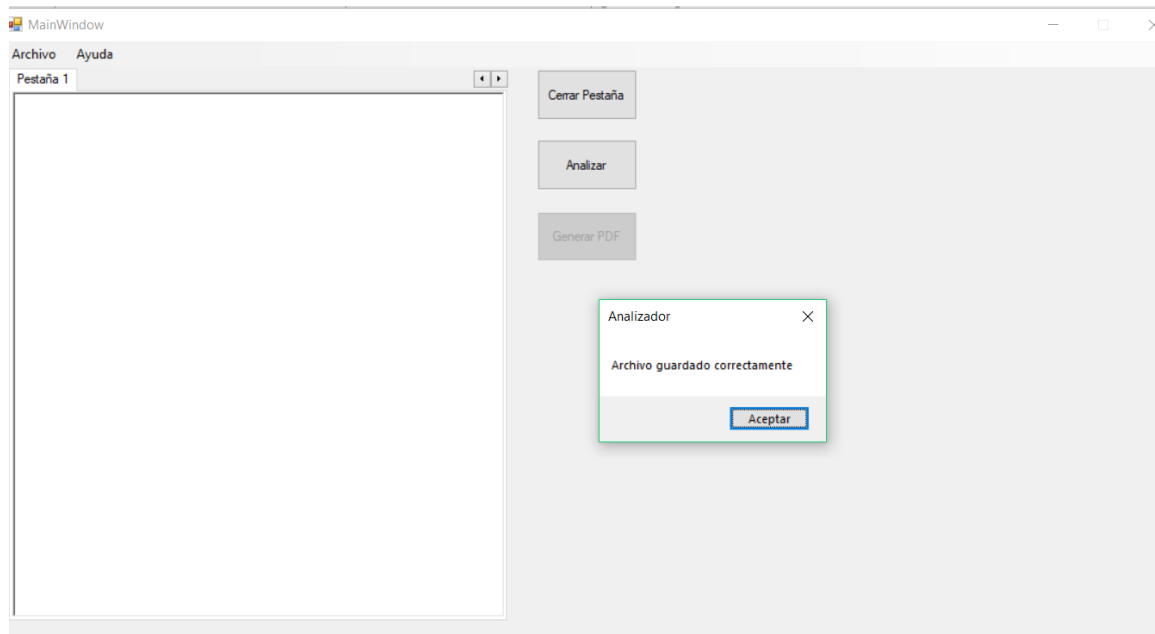 MainWindow
Archivo Ayuda
Pestaña 1
Cerrar Pestaña
Analizar
Generar PDF
Analizador
Archivo guardado correctamente
Aceptar